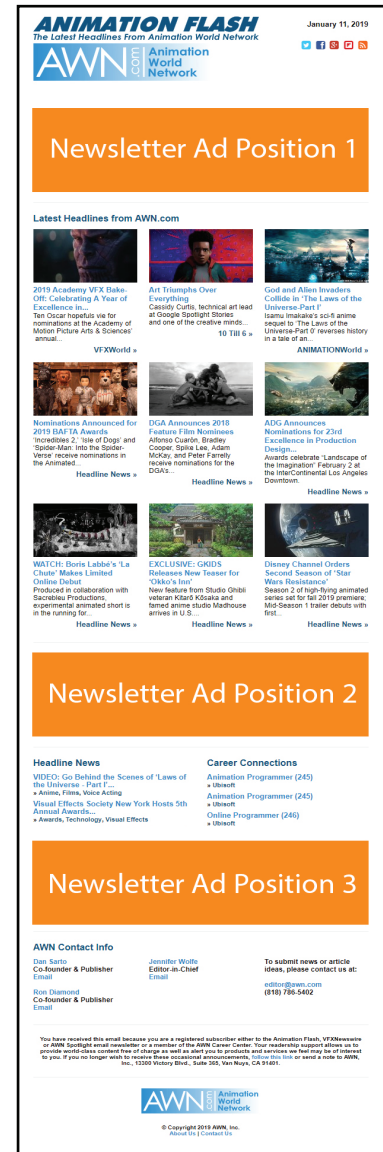 ANIMATION FLASH
The Latest Headlines From Animation World Network
January 11, 2019
AWN.com Animation
World
Network
Newsletter Ad Position 1
Latest Headlines from AWN.com
2019 Academy VFX Bake-
Off: Celebrating A Year of
Excellence in...
Ten Oscar hopefuls vie for
nominations at the Academy of
Motion Picture Arts & Sciences'
annual...
VFXWorld »
Art Triumphs Over
Everything
Cassidy Curtis, technical art lead
at Google Spotlight Stories
and one of the creative minds...
10 Till 6 »
God and Alien Invaders
Collide in 'The Laws of the
Universe-Part I'
Isamu Imakake's sci-fi anime
sequel to 'The Laws of the
Universe-Part 0' reverses history
in a tale of an...
ANIMATIONWorld »
Nominations Announced for
2019 BAFTA Awards
'Incredibles 2,' 'Isle of Dogs' and
'Spider-Man: Into the Spider-
Verse' receive nominations in
the Animated...
Headline News »
DGA Announces 2018
Feature Film Nominees
Alfonso Cuarón, Bradley
Cooper, Spike Lee, Adam
McKay, and Peter Farrelly
receive nominations for the
DGA's...
Headline News »
ADG Announces
Nominations for 23rd
Excellence in Production
Design...
Awards celebrate "Landscape of
the Imagination" February 2 at
the InterContinental Los Angeles
Downtown.
Headline News »
WATCH: Boris Labbé's 'La
Chute' Makes Limited
Online Debut
Produced in collaboration with
Sacrebleu Productions,
experimental animated short is
in the running for...
Headline News »
EXCLUSIVE: GKIDS
Releases New Teaser for
'Okko's Inn'
New feature from Studio Ghibli
veteran Kitarō Kōsaka and
famed anime studio Madhouse
arrives in U.S....
Headline News »
Disney Channel Orders
Second Season of 'Star
Wars Resistance'
Season 2 of high-flying animated
series set for fall 2019 premiere;
Mid-Season 1 trailer debuts with
first...
Headline News »
Newsletter Ad Position 2
Headline News
VIDEO: Go Behind the Scenes of 'Laws of
the Universe - Part I'...
» Anime, Films, Voice Acting
Visual Effects Society New York Hosts 5th
Annual Awards...
» Awards, Technology, Visual Effects
Career Connections
Animation Programmer (245)
» Ubisoft
Animation Programmer (245)
» Ubisoft
Online Programmer (246)
» Ubisoft
Newsletter Ad Position 3
AWN Contact Info
Dan Sarto
Co-founder & Publisher
Email
Ron Diamond
Co-founder & Publisher
Email
Jennifer Wolfe
Editor-in-Chief
Email
To submit news or article
ideas, please contact us at:
editor@awn.com
(818) 786-5402
You have received this email because you are a registered subscriber either to the Animation Flash, VFXNewswire
or AWN Spotlight email newsletter or a member of the AWN Career Center. Your readership support allows us to
provide world-class content free of charge as well as alert you to products and services we feel may be of interest
to you. If you no longer wish to receive these occasional announcements, follow this link or send a note to AWN,
Inc., 13300 Victory Blvd., Suite 365, Van Nuys, CA 91401.
AWN.com Animation
World
Network
© Copyright 2019 AWN, Inc.
About Us | Contact Us